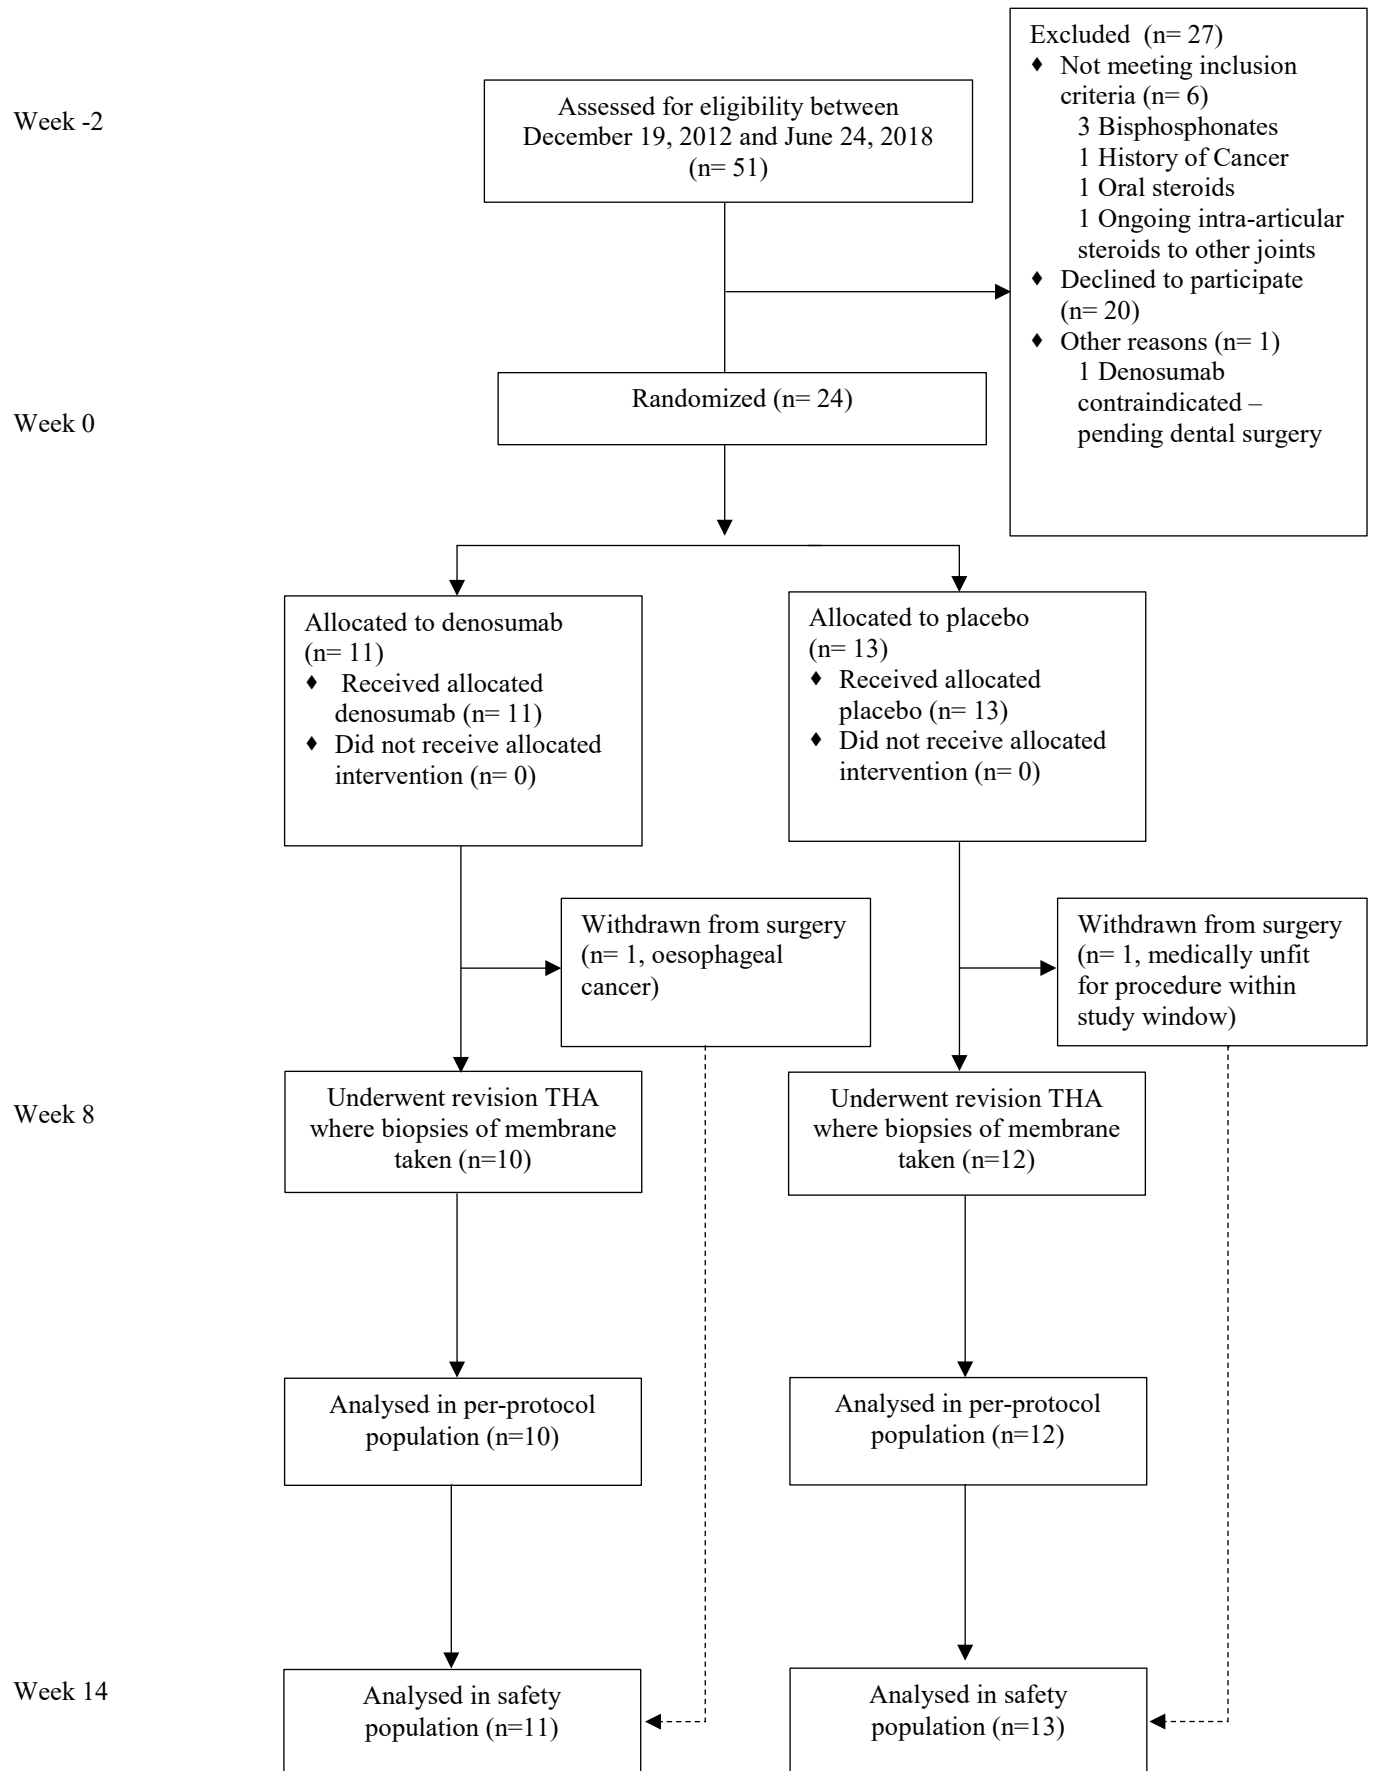 Week -2
Assessed for eligibility between
December 19, 2012 and June 24, 2018
(n= 51)
Excluded  (n= 27)
♦ Not meeting inclusion
criteria (n= 6)
3 Bisphosphonates
1 History of Cancer
1 Oral steroids
1 Ongoing intra-articular
steroids to other joints
♦ Declined to participate
(n= 20)
♦ Other reasons (n= 1)
1 Denosumab
contraindicated –
pending dental surgery
Week 0
Randomized (n= 24)
Allocated to denosumab
(n= 11)
♦ Received allocated
denosumab (n= 11)
♦ Did not receive allocated
intervention (n= 0)
Allocated to placebo
(n= 13)
♦ Received allocated
placebo (n= 13)
♦ Did not receive allocated
intervention (n= 0)
Withdrawn from surgery
(n= 1, oesophageal
cancer)
Withdrawn from surgery
(n= 1, medically unfit
for procedure within
study window)
Week 8
Underwent revision THA
where biopsies of membrane
taken (n=10)
Underwent revision THA
where biopsies of membrane
taken (n=12)
Analysed in per-protocol
population (n=10)
Analysed in per-protocol
population (n=12)
Week 14
Analysed in safety
population (n=11)
Analysed in safety
population (n=13)